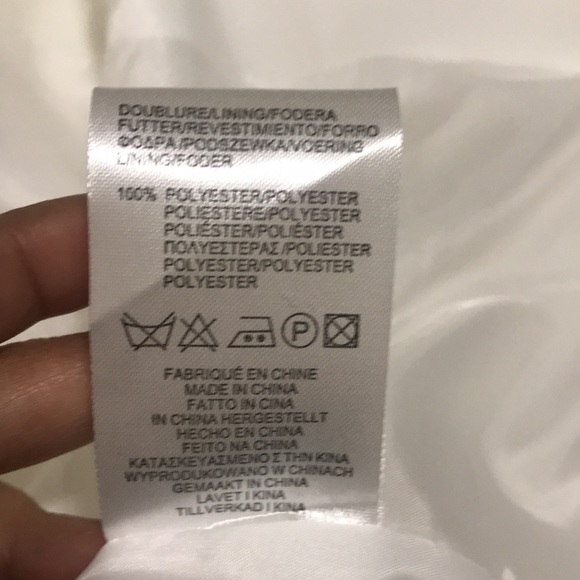 DOUBLURE/LINING/FODERA
FUTTER/REVESTIMIENTO/FORRO
ΦΟΔΡΑ/PODSZEWKA/VOERING
LINING/FODER
100% POLYESTER/POLYESTER
POLIESTERE/POLYESTER
POLIÉSTER/POLIÉSTER
ΠΟΛΥΕΣΤΕΡΑΣ/POLIESTER
POLYESTER/POLYESTER
POLYESTER
P
FABRIQUÉ EN CHINE
MADE IN CHINA
FATTO IN CINA
IN CHINA HERGESTELLT
HECHO EN CHINA
FEITO NA CHINA
ΚΑΤΑΣΚΕΥΑΣΜΕΝΟ ΣΤΗΝ ΚΙΝΑ
WYPRODUKOWANO W CHINACH
GEMAAKT IN CHINA
LAVET I KINA
TILLVERKAD I KINA